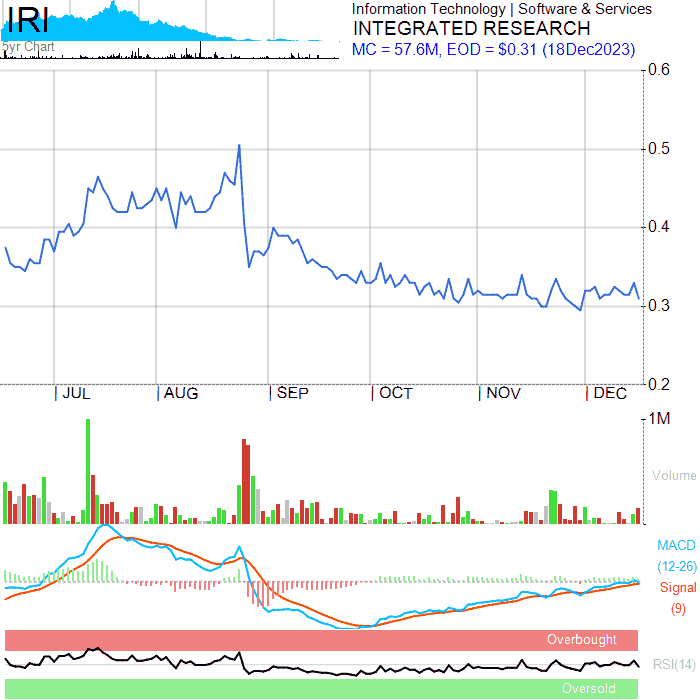 IRI
5yr Chart
Information Technology | Software & Services
INTEGRATED RESEARCH
MC = 57.6M, EOD = $0.31 (18Dec2023)
0.6
0.5
0.4
0.3
0.2
| JUL | AUG | SEP | OCT | NOV | DEC
1M
Volume
MACD
(12-26)
Signal
(9)
Overbought
RSI(14)
Oversold